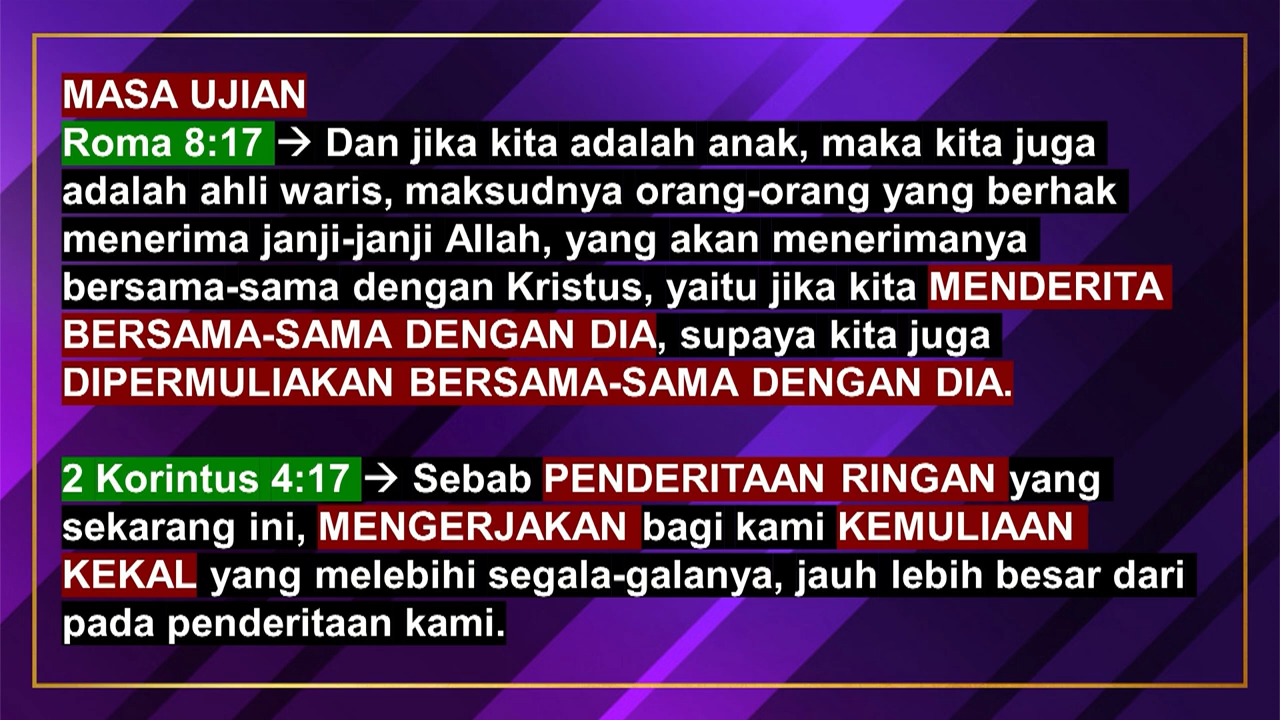 MASA UJIAN
Roma 8:17 → Dan jika kita adalah anak, maka kita juga
adalah ahli waris, maksudnya orang-orang yang berhak
menerima janji-janji Allah, yang akan menerimanya
bersama-sama dengan Kristus, yaitu jika kita MENDERITA
BERSAMA-SAMA DENGAN DIA, supaya kita juga
DIPERMULIAKAN BERSAMA-SAMA DENGAN DIA.
2 Korintus 4:17 → Sebab PENDERITAAN RINGAN yang
sekarang ini, MENGERJAKAN bagi kami KEMULIAAN
KEKAL yang melebihi segala-galanya, jauh lebih besar dari
pada penderitaan kami.